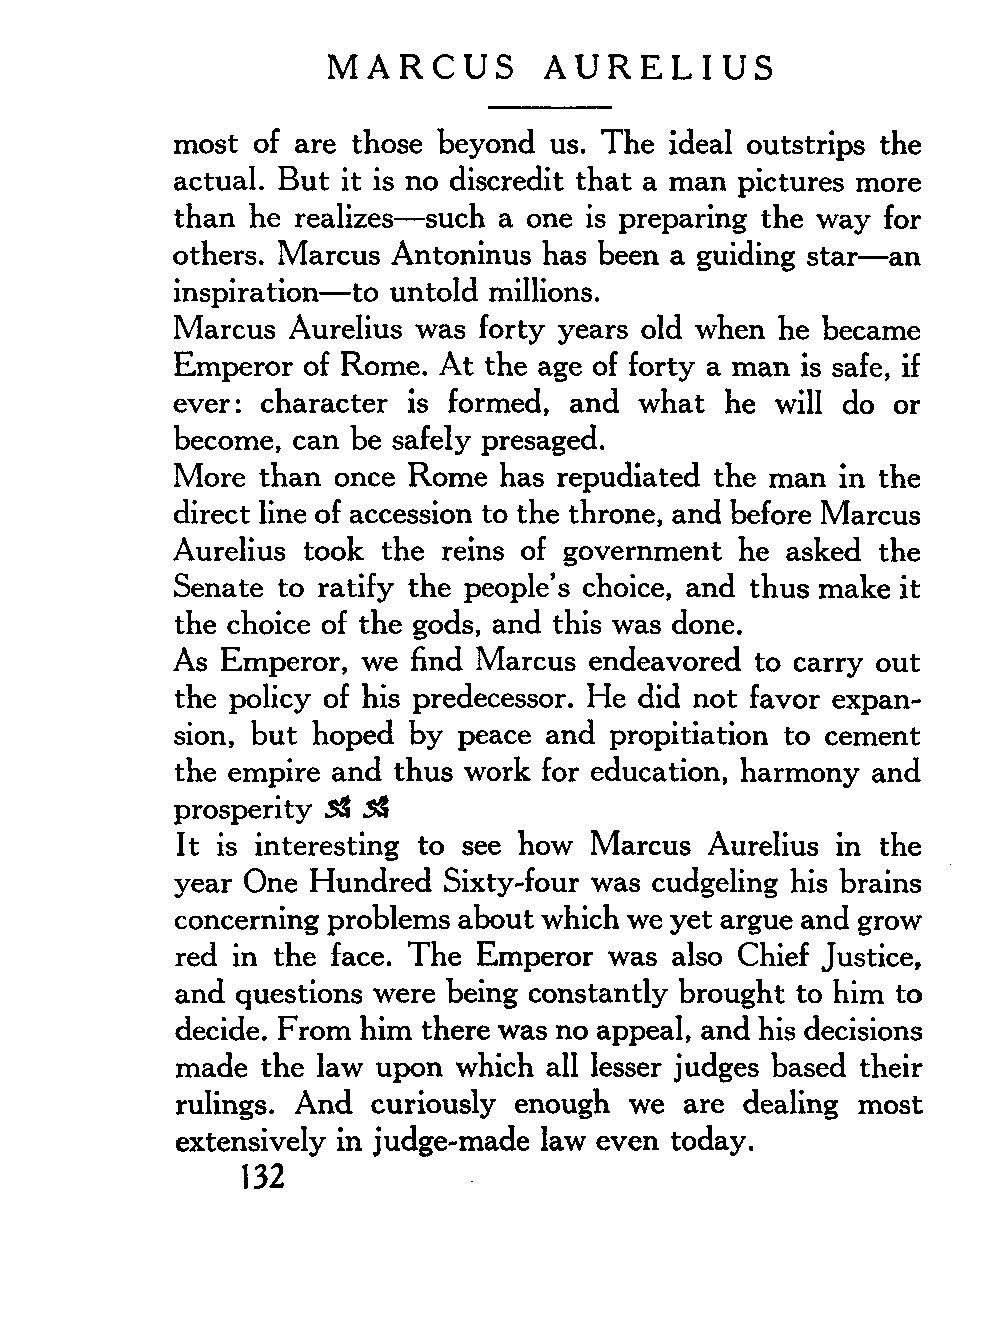 MARCUS AURELIUS
most of are those beyond us. The ideal outstrips the
actual. But it is no discredit that a man pictures more
than he realizes—such a one is preparing the way for
others. Marcus Antoninus has been a guiding star—an
inspiration—to untold millions.
Marcus Aurelius was forty years old when he became
Emperor of Rome. At the age of forty a man is safe, if
ever: character is formed, and what he will do or
become, can be safely presaged.
More than once Rome has repudiated the man in the
direct line of accession to the throne, and before Marcus
Aurelius took the reins of government he asked the
Senate to ratify the people's choice, and thus make it
the choice of the gods, and this was done.
As Emperor, we find Marcus endeavored to carry out
the policy of his predecessor. He did not favor expan-
sion, but hoped by peace and propitiation to cement
the empire and thus work for education, harmony and
prosperity
It is interesting to see how Marcus Aurelius in the
year One Hundred Sixty-four was cudgeling his brains
concerning problems about which we yet argue and grow
red in the face. The Emperor was also Chief Justice,
and questions were being constantly brought to him to
decide. From him there was no appeal, and his decisions
made the law upon which all lesser judges based their
rulings. And curiously enough we are dealing most
extensively in judge-made law even today.
132